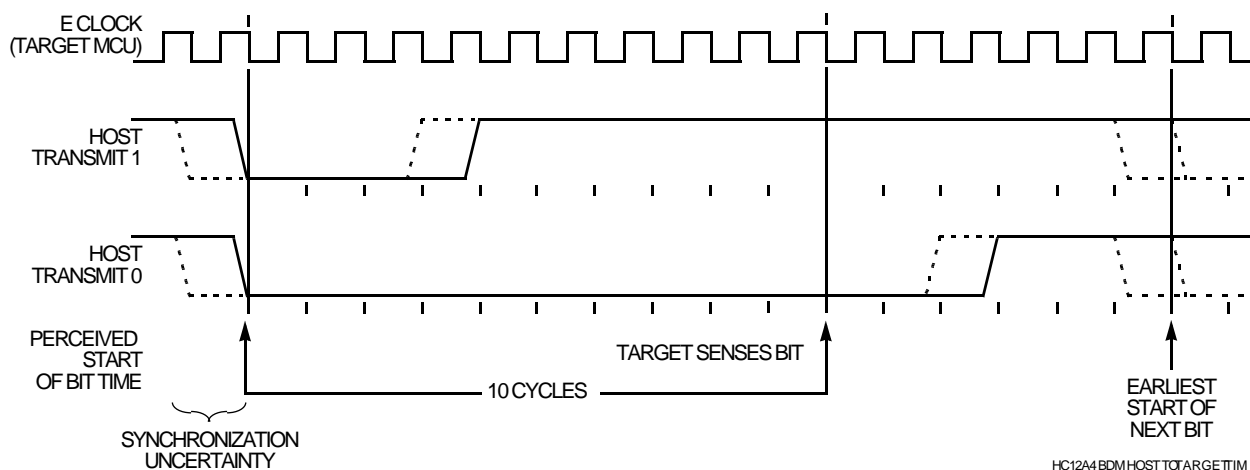 E CLOCK
(TARGET MCU)
HOST
TRANSMIT 1
HOST
TRANSMIT 0
PERCEIVED
START
OF BIT TIME
TARGET SENSES BIT
10 CYCLES
EARLIEST
START OF
NEXT BIT
SYNCHRONIZATION
UNCERTAINTY
HC12A4 BDM HOST TO TARGET TIM